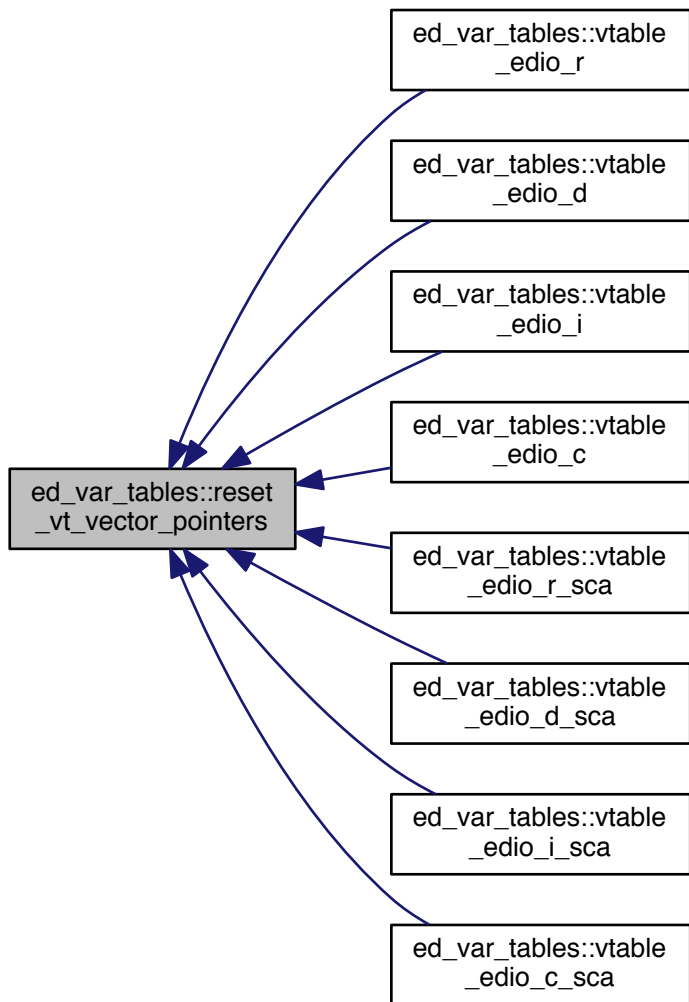 ed_var_tables::vtable
_edio_r
ed_var_tables::vtable
_edio_d
ed_var_tables::vtable
_edio_i
ed_var_tables::vtable
_edio_c
ed_var_tables::reset
_vt_vector_pointers
ed_var_tables::vtable
_edio_r_sca
ed_var_tables::vtable
_edio_d_sca
ed_var_tables::vtable
_edio_i_sca
ed_var_tables::vtable
_edio_c_sca